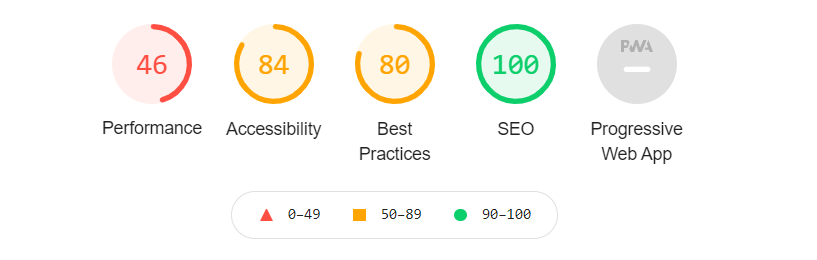 46
84
80
100
PWA
Performance
Accessibility
Best
Practices
SEO
Progressive
Web App
0–49
50–89
90–100